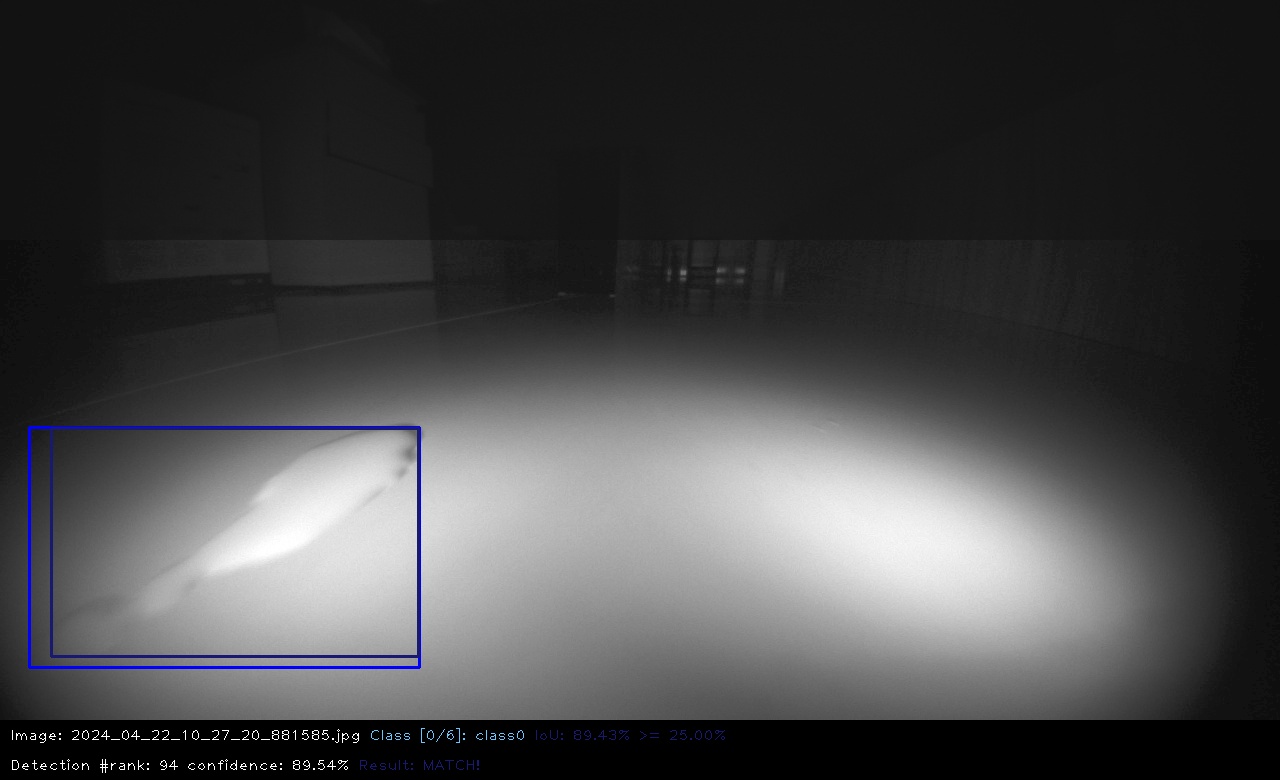 Image: 2024_04_22_10_27_20_881585.jpg Class [0/6]: class0 IoU: 89.43% >= 25.00%
Detection #rank: 94 confidence: 89.54% Result: MATCH!